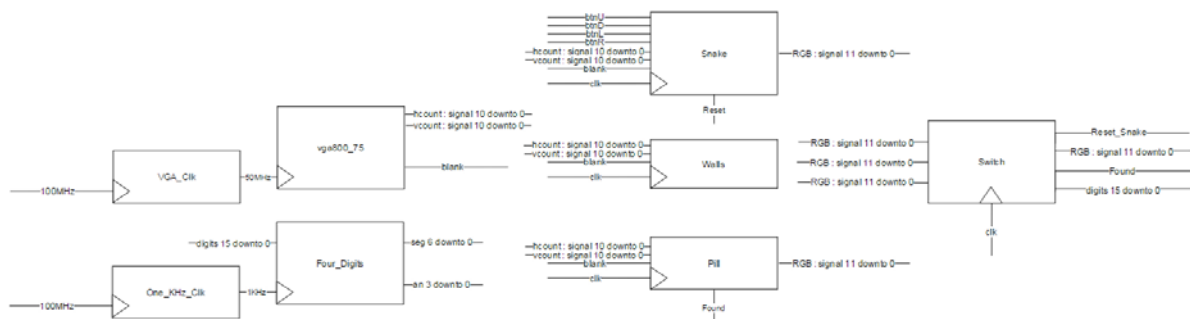 btnU
btnD
btnL
btnR
hcount : signal 10 downto 0
vcount : signal 10 downto 0
blank
clk
Snake
RGB : signal 11 downto 0
Reset
100MHz
VGA_Clk
50MHz
vga800_75
hcount : signal 10 downto 0
vcount : signal 10 downto 0
blank
hcount : signal 10 downto 0
vcount : signal 10 downto 0
blank
clk
Walls
RGB : signal 11 downto 0
RGB : signal 11 downto 0
RGB : signal 11 downto 0
Switch
Reset_Snake
RGB : signal 11 downto 0
Found
digits 15 downto 0
clk
100MHz
One_KHz_Clk
1KHz
digits 15 downto 0
Four_Digits
seg 6 downto 0
an 3 downto 0
hcount : signal 10 downto 0
vcount : signal 10 downto 0
blank
clk
Pill
RGB : signal 11 downto 0
Found